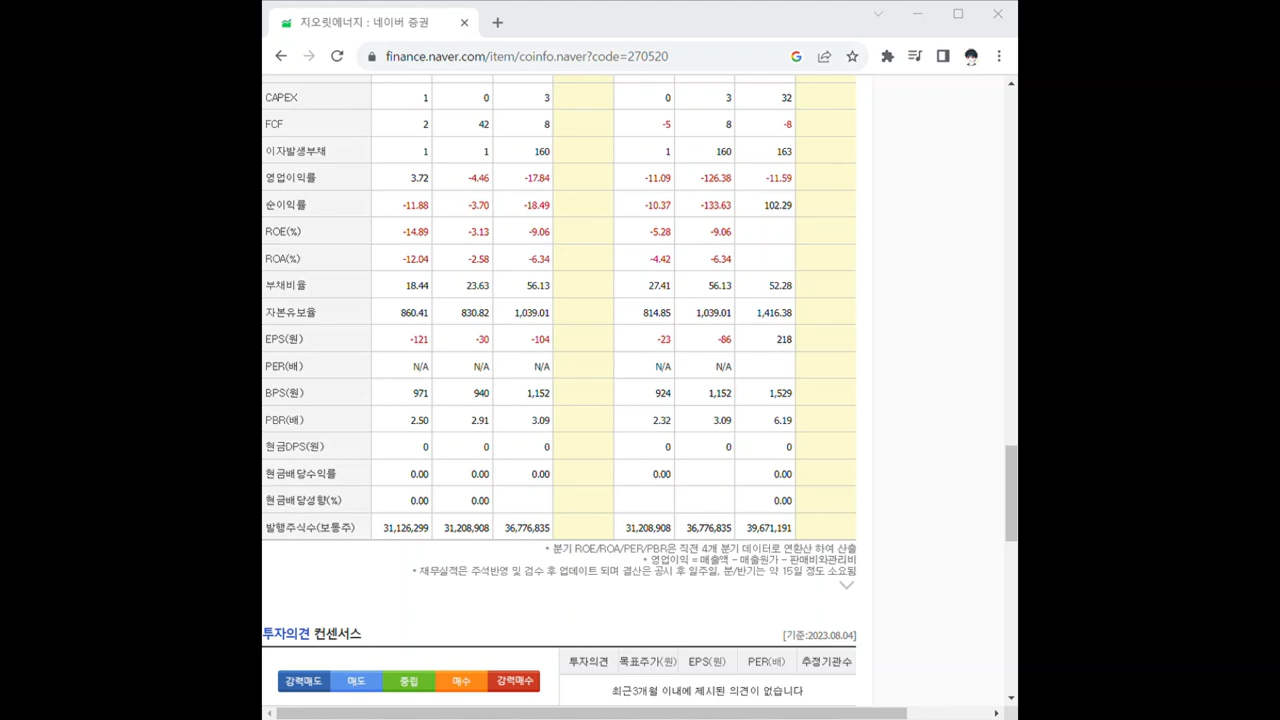 지오릿에너지 : 네이버 증권
finance.naver.com/item/coinfo.naver?code=270520
CAPEX 1 0 3 0 3 32
FCF 2 42 8 -5 8 -8
이자발생부채 1 1 160 1 160 163
영업이익률 3.72 -4.46 -17.84 -11.09 -126.38 -11.59
순이익률 -11.88 -3.70 -18.49 -10.37 -133.63 102.29
ROE(%) -14.89 -3.13 -9.06 -5.28 -9.06
ROA(%) -12.04 -2.58 -6.34 -4.42 -6.34
부채비율 18.44 23.63 56.13 27.41 56.13 52.28
자본유보율 860.41 830.82 1,039.01 814.85 1,039.01 1,416.38
EPS(원) -121 -30 -104 -23 -86 218
PER(배) N/A N/A N/A N/A N/A
BPS(원) 971 940 1,152 924 1,152 1,529
PBR(배) 2.50 2.91 3.09 2.32 3.09 6.19
현금DPS(원) 0 0 0 0 0 0
현금배당수익률 0.00 0.00 0.00 0.00 0.00
현금배당성향(%) 0.00 0.00 0.00
발행주식수(보통주) 31,126,299 31,208,908 36,776,835 31,208,908 36,776,835 39,671,191
* 분기 ROE/ROA/PER/PBR은 직전 4개 분기 데이터로 연환산 하여 산출
* 영업이익 = 매출액 - 매출원가 - 판매비와관리비
* 재무실적은 주석반영 및 검수 후 업데이트 되며 결산은 공시 후 일주일, 분/반기는 약 15일 정도 소요됨
투자의견 컨센서스 [기준:2023.08.04]
투자의견 목표주가(원) EPS(원) PER(배) 추정기관수
강력매도 매도 중립 매수 강력매수
최근3개월 이내에 제시된 의견이 없습니다